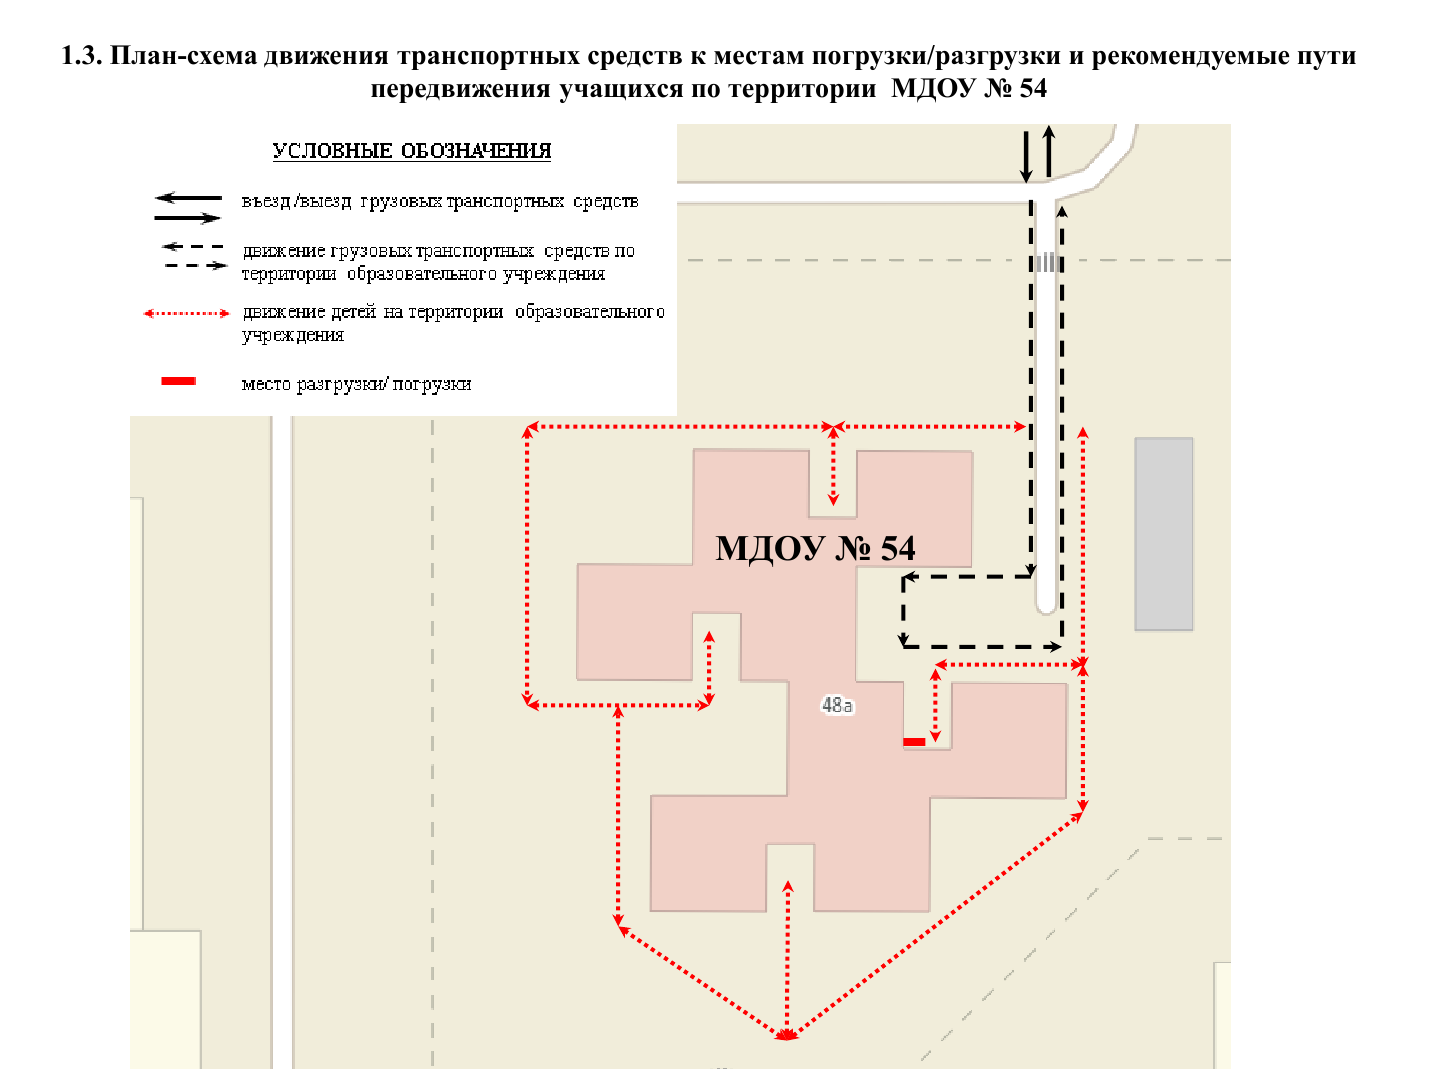 1.3. План-схема движения транспортных средств к местам погрузки/разгрузки и рекомендуемые пути
передвижения учащихся по территории МДОУ № 54
УСЛОВНЫЕ ОБОЗНАЧЕНИЯ
въезд/выезд грузовых транспортных средств
движение грузовых транспортных средств по
территории образовательного учреждения
движение детей на территории образовательного
учреждения
место разгрузки/ погрузки
МДОУ № 54
48а